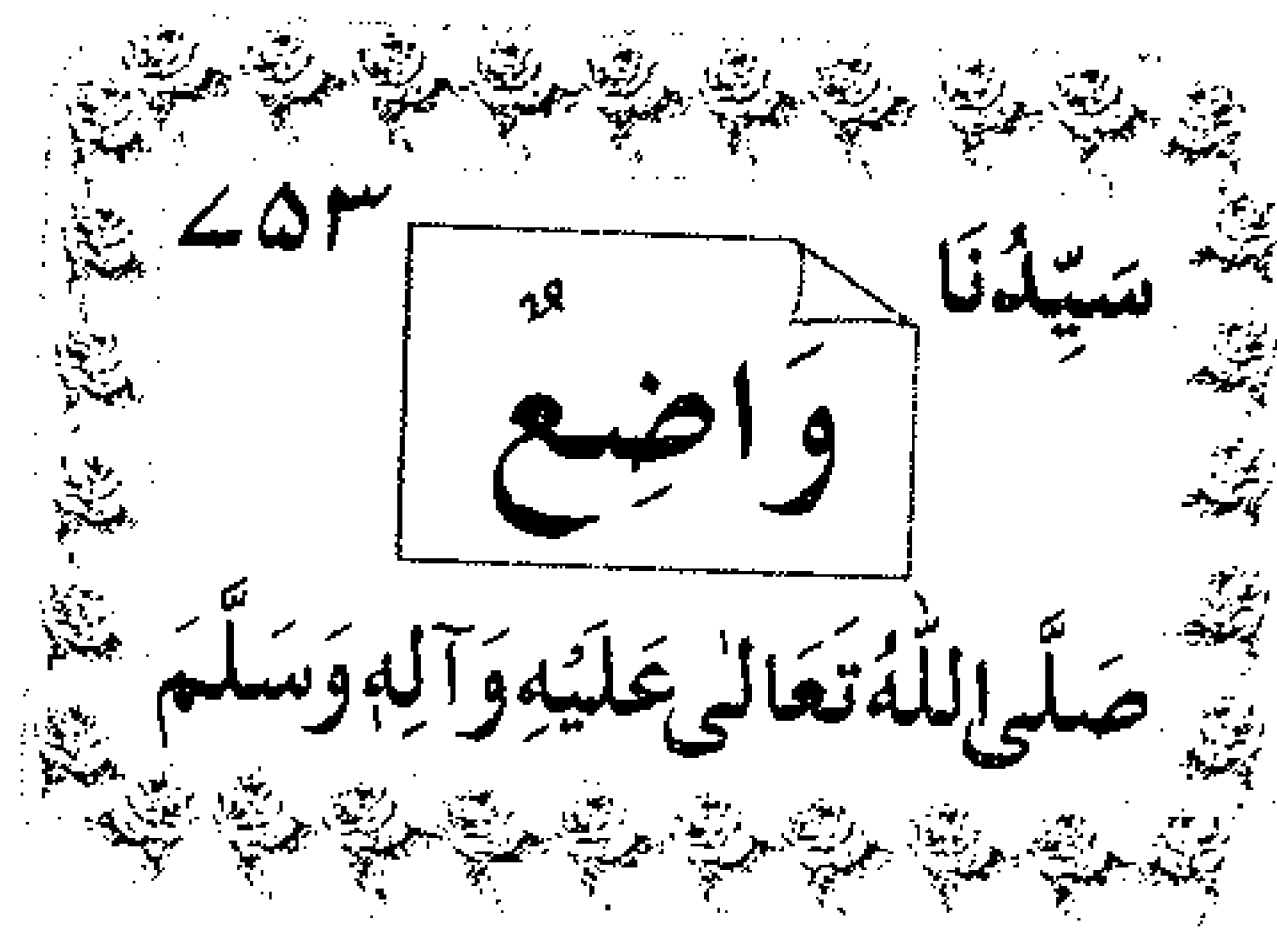 سَيِّدُنَا ۷۵۳
وَاضِعٌ
صَلَّى اللّٰهُ تَعَالٰى عَلَيْهِ وَآلِهٖ وَسَلَّمَ